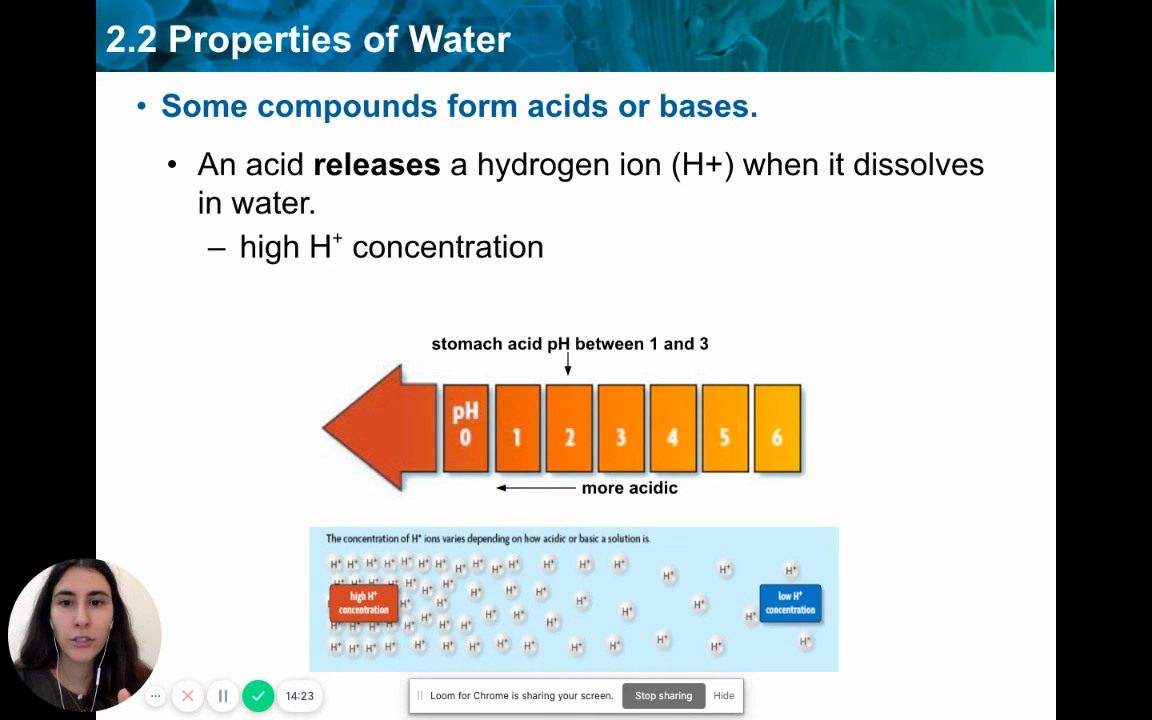 2.2 Properties of Water
• Some compounds form acids or bases.
• An acid releases a hydrogen ion (H+) when it dissolves
in water.
– high H⁺ concentration
stomach acid pH between 1 and 3
pH
0 1 2 3 4 5 6
more acidic
The concentration of H⁺ ions varies depending on how acidic or basic a solution is.
H⁺ H⁺ H⁺ H⁺ H⁺ H⁺ H⁺ H⁺ H⁺ H⁺ H⁺ H⁺ H⁺ H⁺ H⁺ H⁺ H⁺
high H⁺
concentration
low H⁺
concentration
14:23
Loom for Chrome is sharing your screen.
Stop sharing
Hide